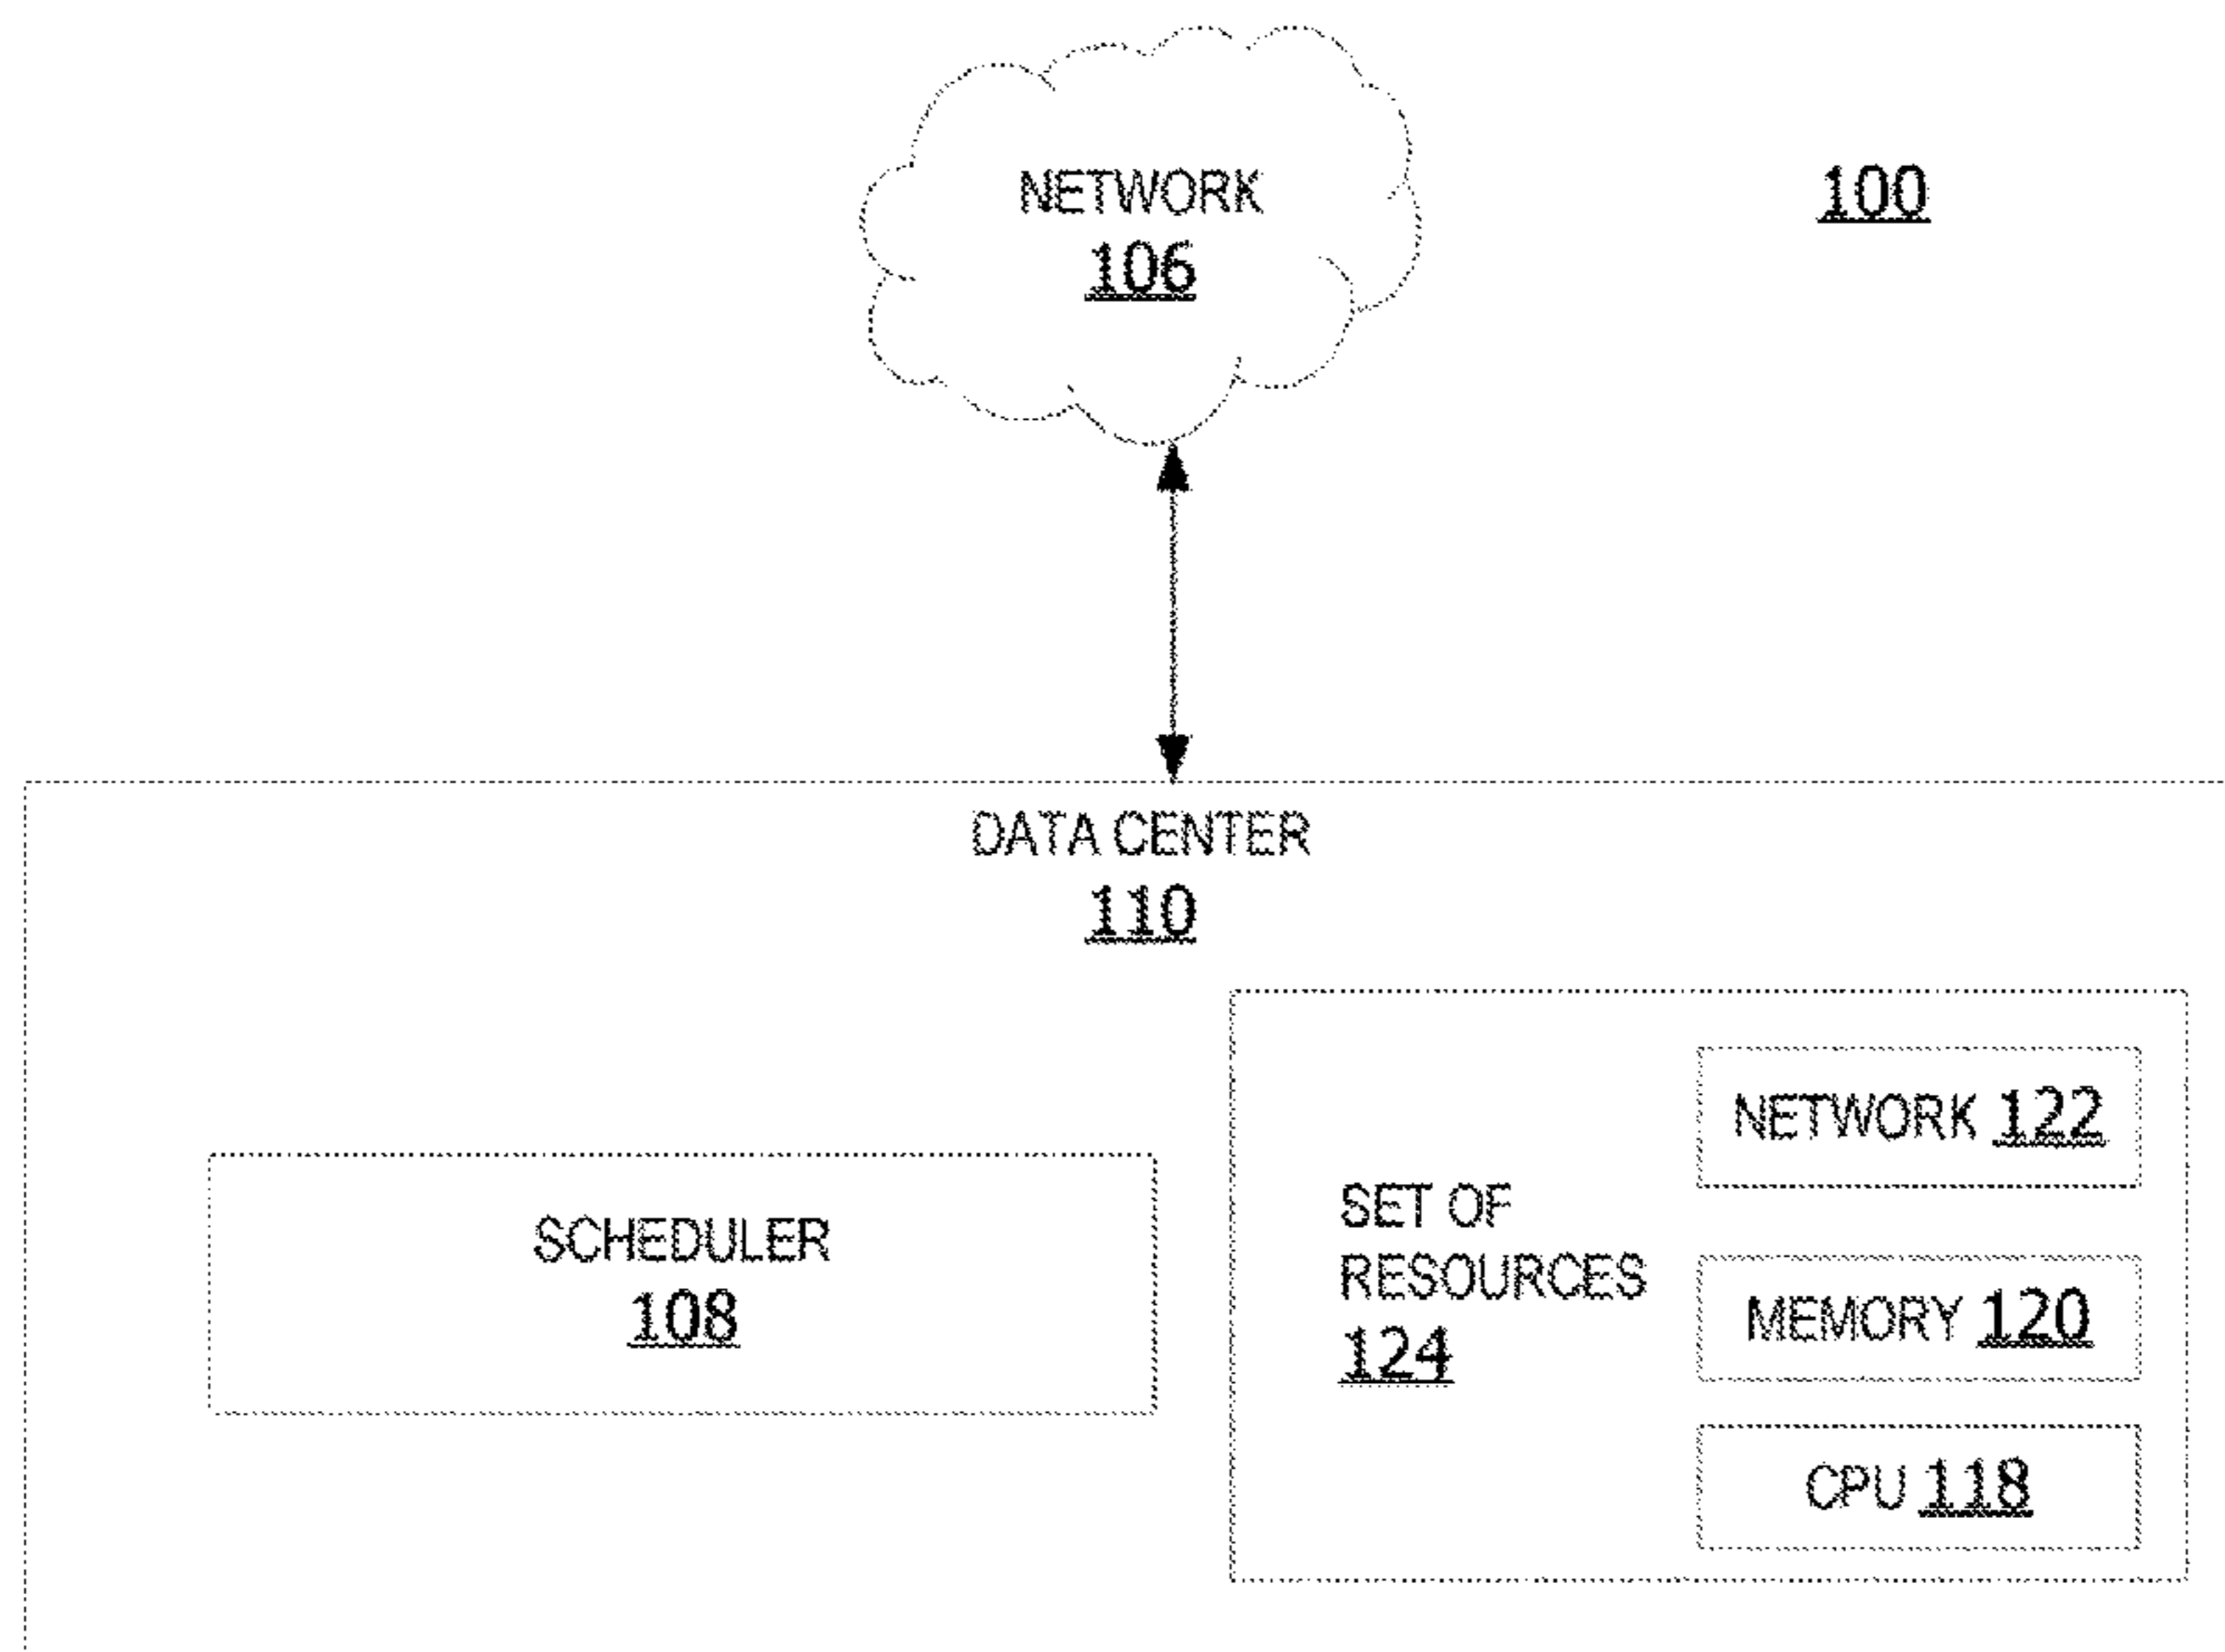 NETWORK
106
100
DATA CENTER
110
SCHEDULER
108
SET OF
RESOURCES
124
NETWORK 122
MEMORY 120
CPU 118